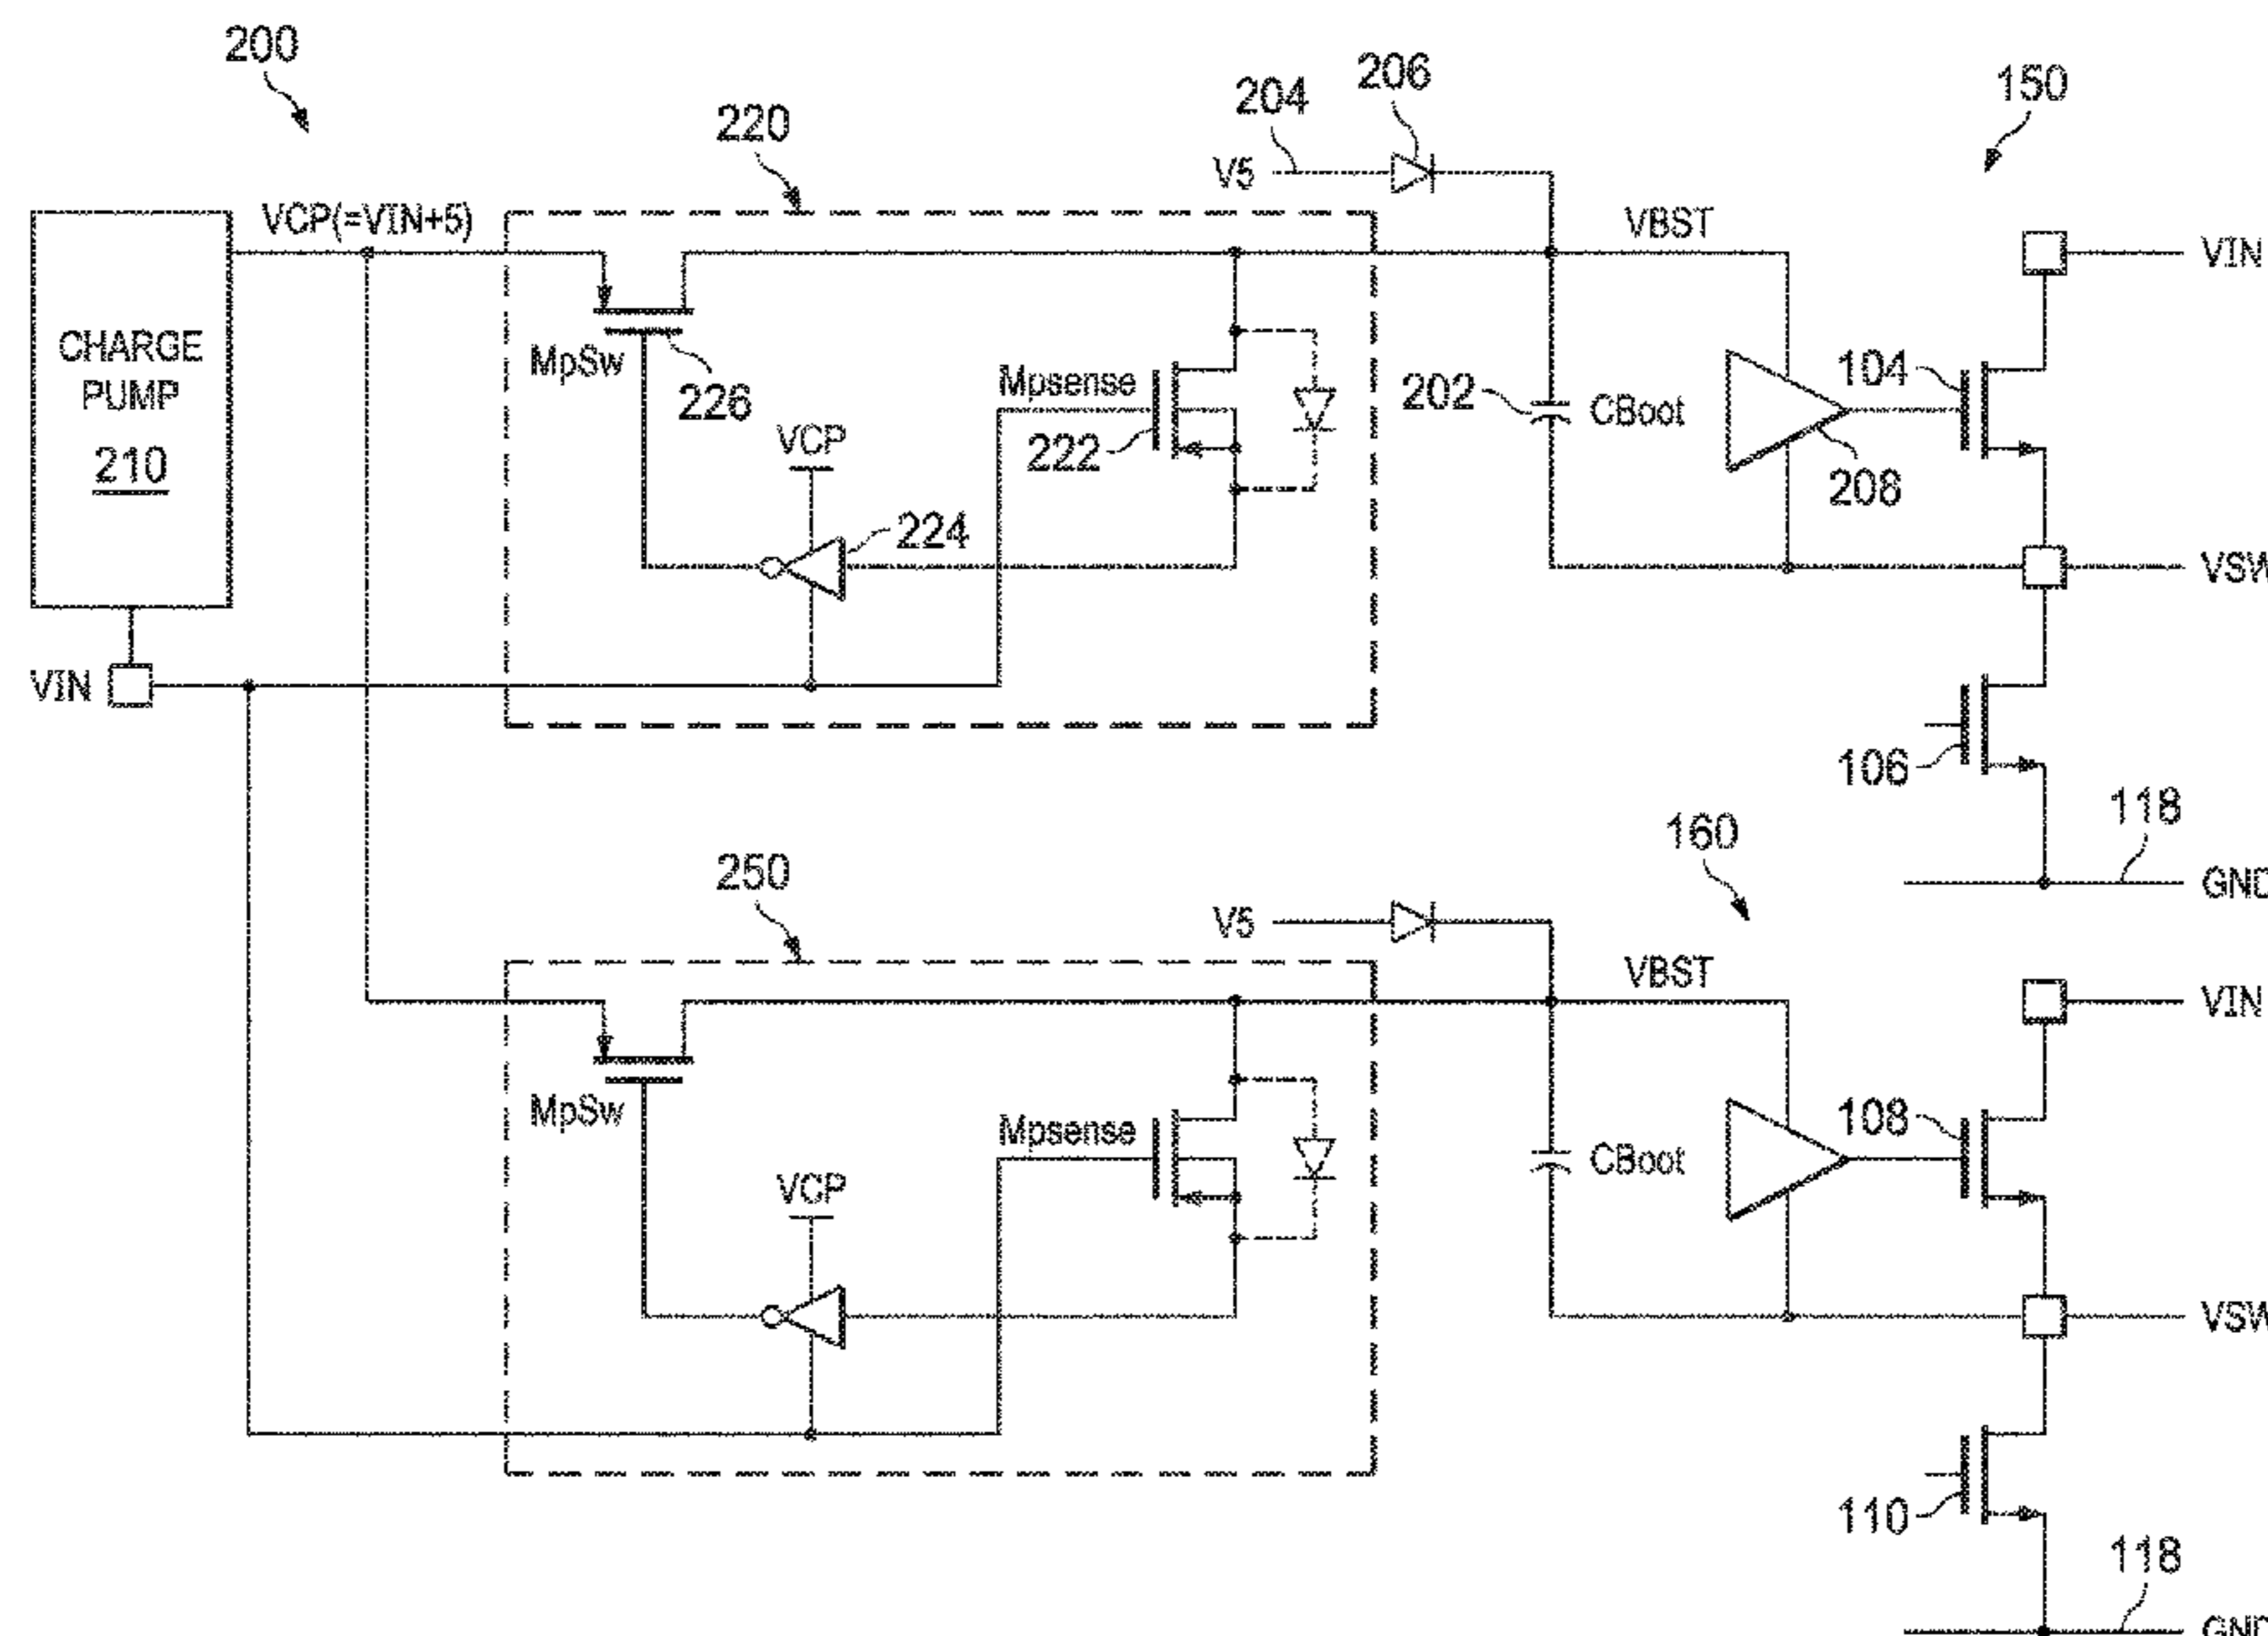 200
220
204
206
150
V5
VCP(=VIN+5)
VBST
VIN
CHARGE
PUMP
210
MpSw
226
Mpsense
222
202
CBoot
104
208
VCP
224
VSW
VIN
106
118
GND
250
160
V5
VBST
VIN
MpSw
Mpsense
CBoot
108
VCP
VSW
110
118
GND